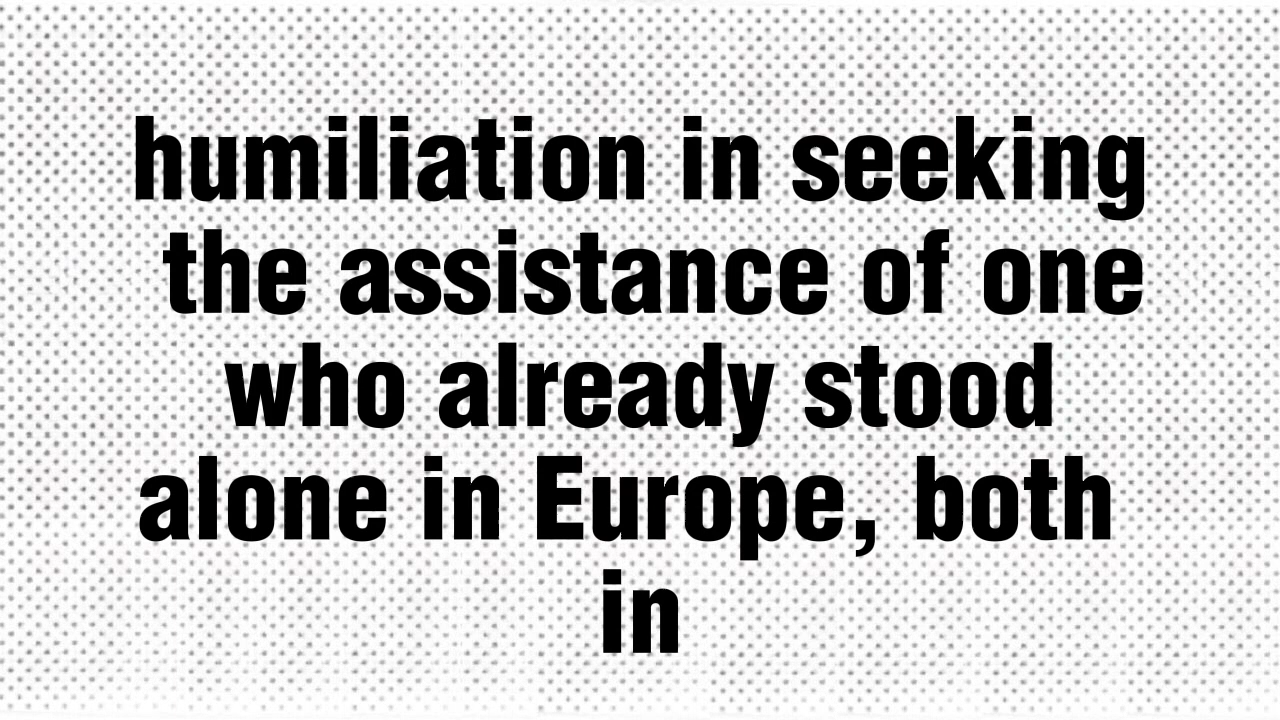 humiliation in seeking
the assistance of one
who already stood
alone in Europe, both
in